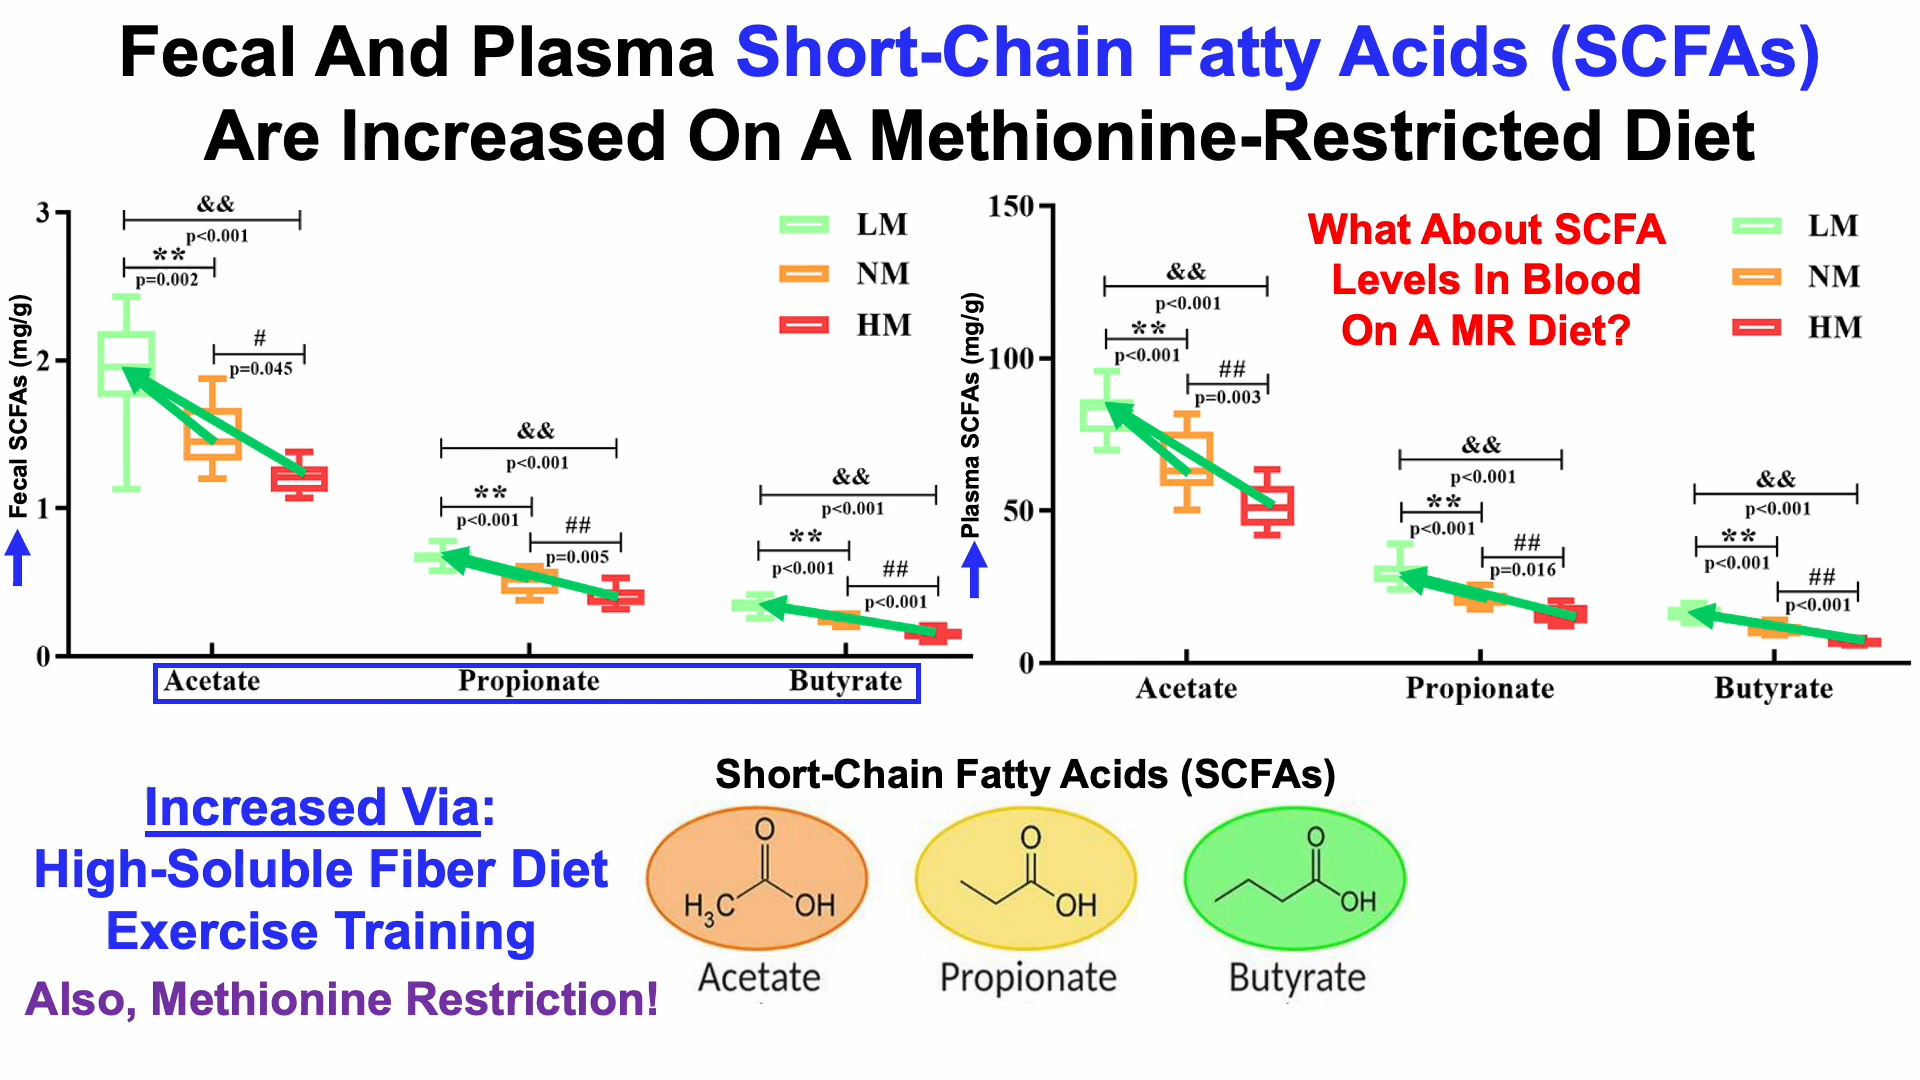 Fecal And Plasma Short-Chain Fatty Acids (SCFAs)
Are Increased On A Methionine-Restricted Diet
Fecal SCFAs (mg/g)
3
2
1
0
&&
p<0.001
**
p=0.002
#
p=0.045
&&
p<0.001
**
p<0.001
##
p=0.005
&&
p<0.001
**
p<0.001
##
p<0.001
LM
NM
HM
Acetate
Propionate
Butyrate
Plasma SCFAs (mg/g)
150
100
50
0
&&
p<0.001
**
p<0.001
##
p=0.003
What About SCFA
Levels In Blood
On A MR Diet?
&&
p<0.001
**
p<0.001
##
p=0.016
&&
p<0.001
**
p<0.001
##
p<0.001
LM
NM
HM
Acetate
Propionate
Butyrate
Increased Via:
High-Soluble Fiber Diet
Exercise Training
Also, Methionine Restriction!
Short-Chain Fatty Acids (SCFAs)
O
H3C
OH
Acetate
O
OH
Propionate
O
OH
Butyrate